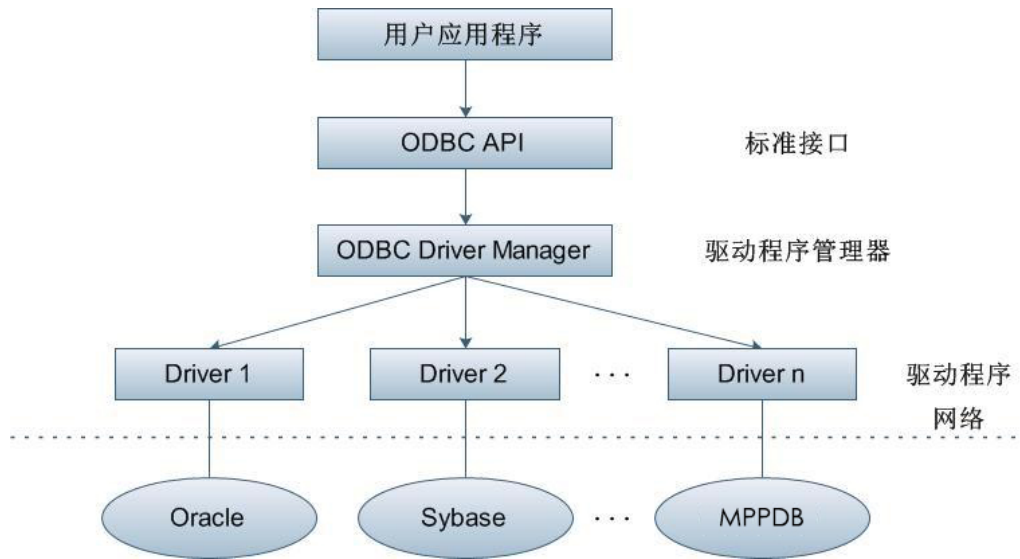 用户应用程序
ODBC API
标准接口
ODBC Driver Manager
驱动程序管理器
Driver 1
Driver 2
···
Driver n
驱动程序
网络
Oracle
Sybase
···
MPPDB